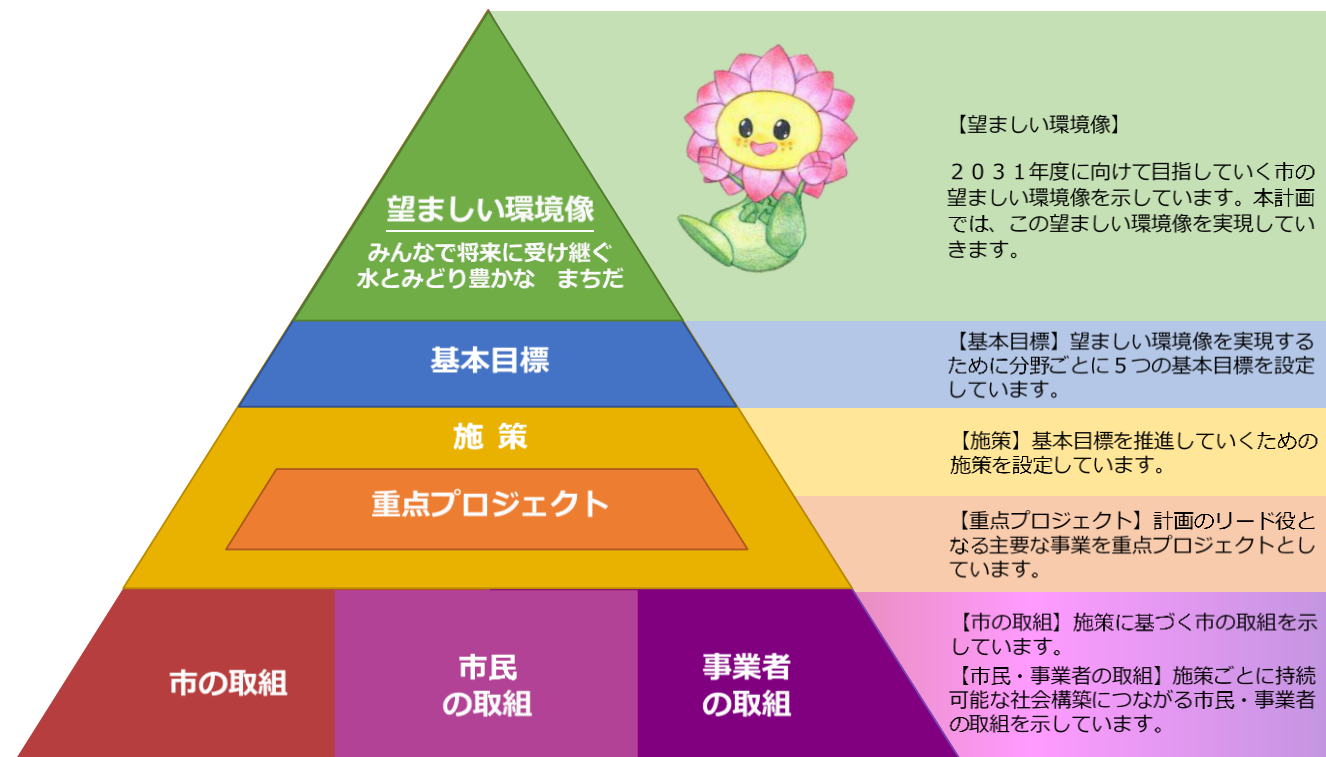 望ましい環境像
みんなで将来に受け継ぐ
水とみどり豊かな　まちだ
基本目標
施 策
重点プロジェクト
市の取組
市民
の取組
事業者
の取組
【望ましい環境像】
２０３１年度に向けて目指していく市の
望ましい環境像を示しています。本計画
では、この望ましい環境像を実現してい
きます。
【基本目標】望ましい環境像を実現する
ために分野ごとに５つの基本目標を設定
しています。
【施策】基本目標を推進していくための
施策を設定しています。
【重点プロジェクト】計画のリード役と
なる主要な事業を重点プロジェクトとし
ています。
【市の取組】施策に基づく市の取組を示
しています。
【市民・事業者の取組】施策ごとに持続
可能な社会構築につながる市民・事業者
の取組を示しています。